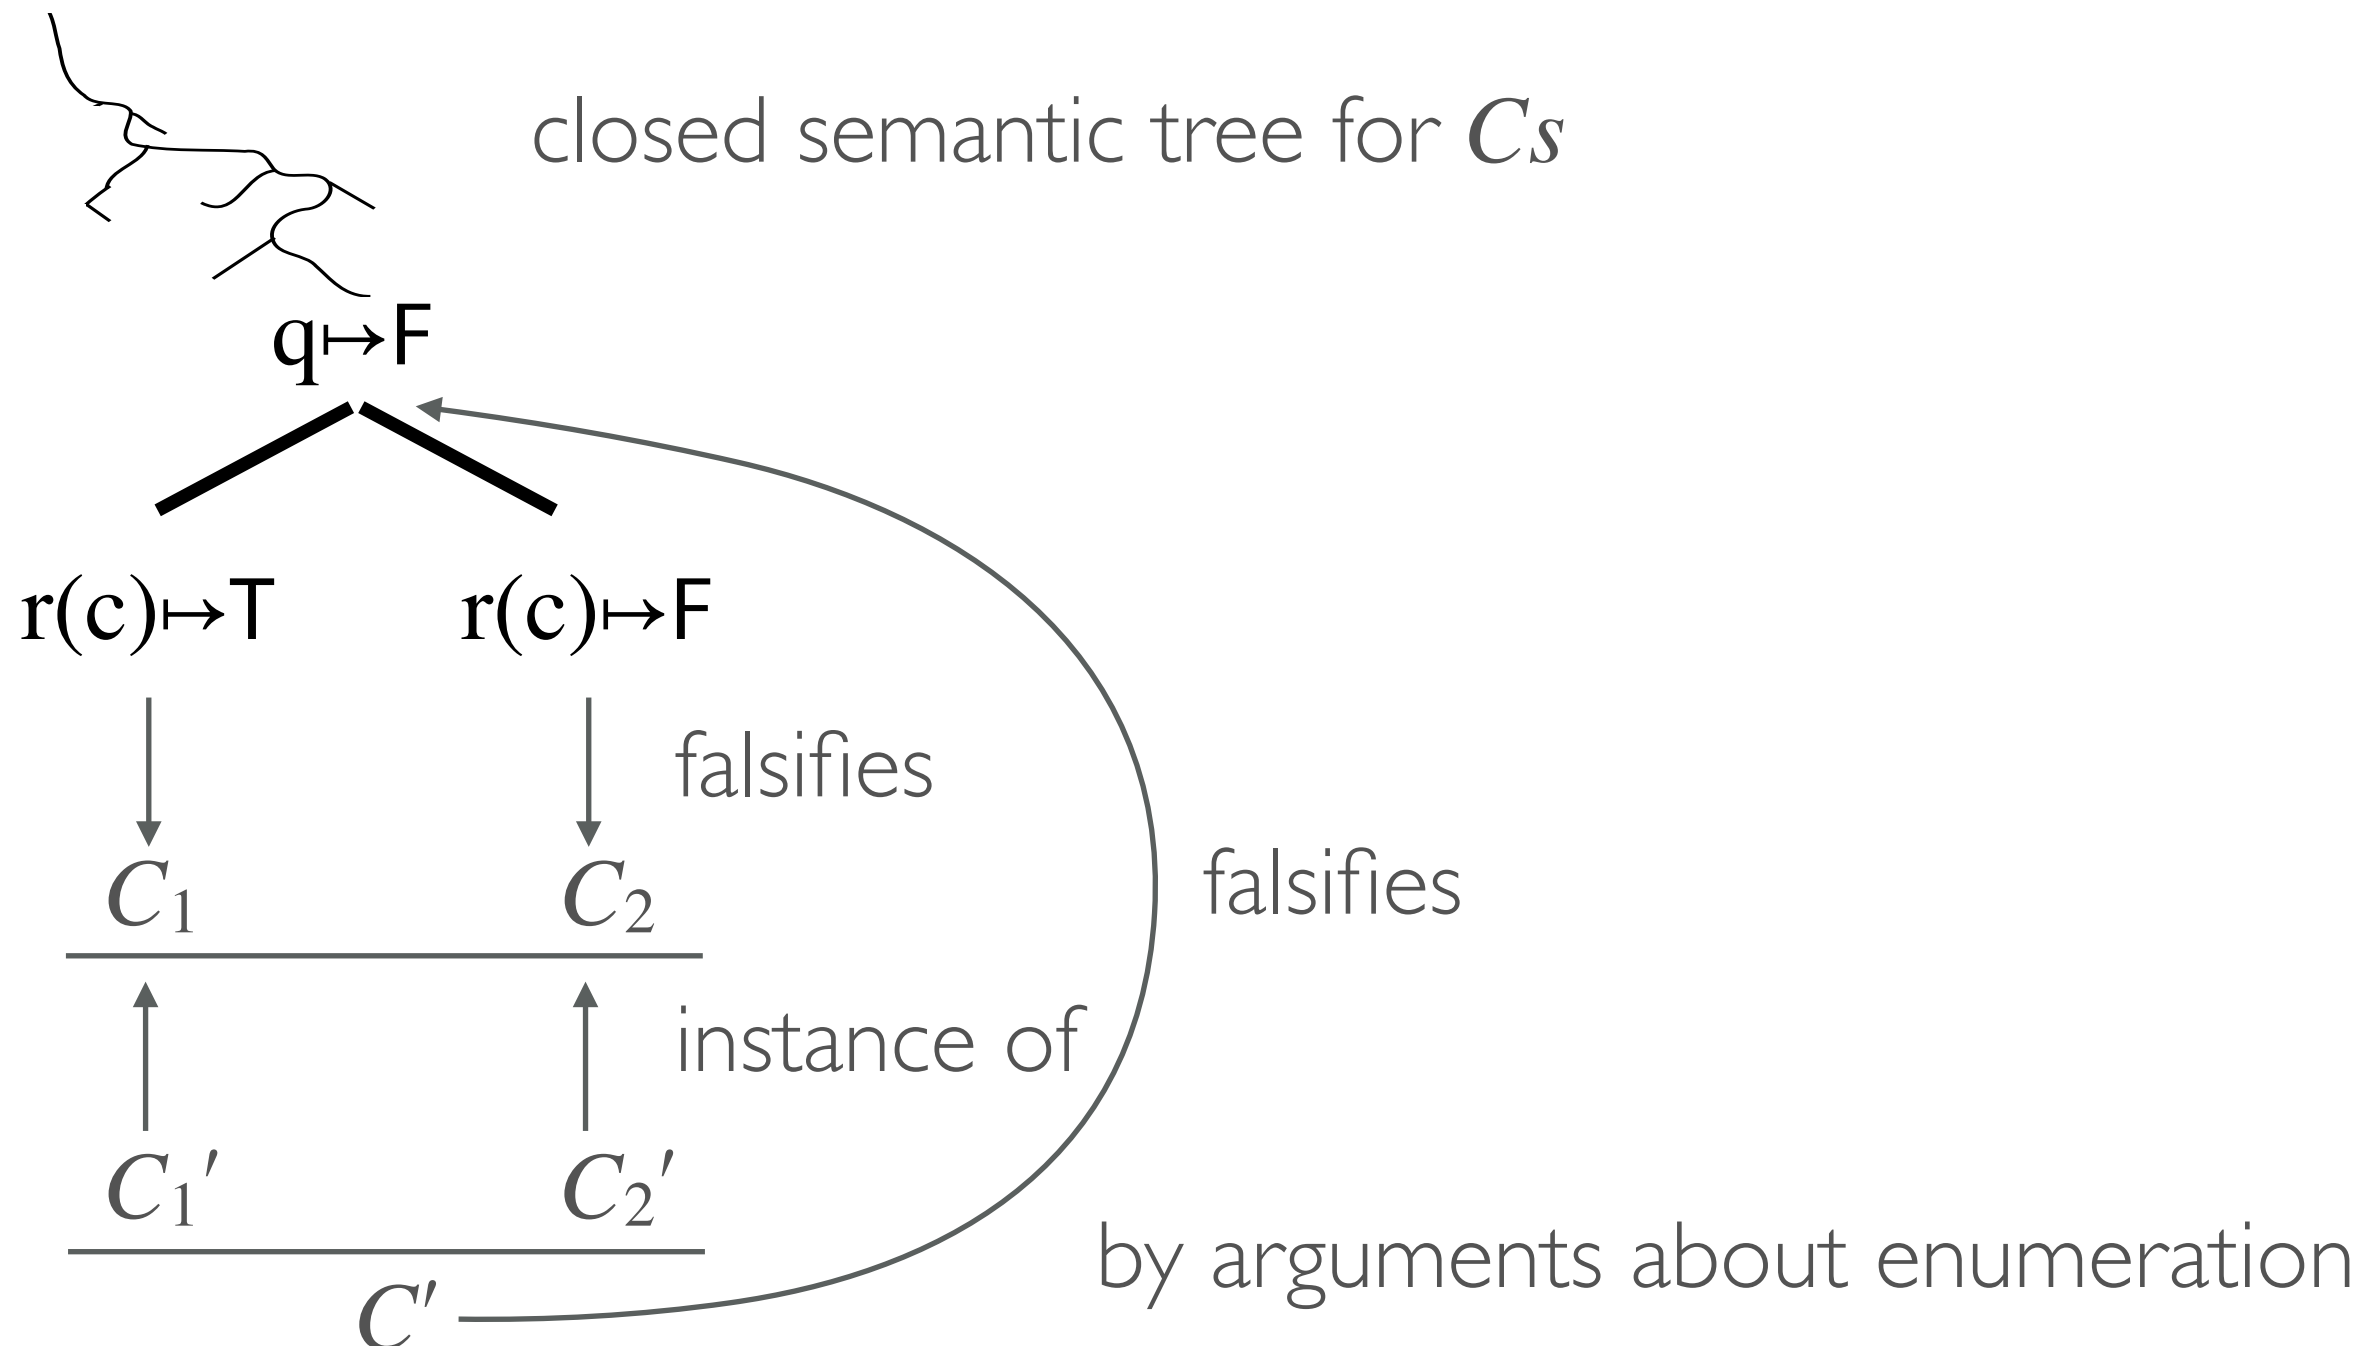 closed semantic tree for Cs
q↦F
r(c)↦T r(c)↦F
falsifies
C₁ C₂
falsifies
instance of
C₁′ C₂′
by arguments about enumeration
C′